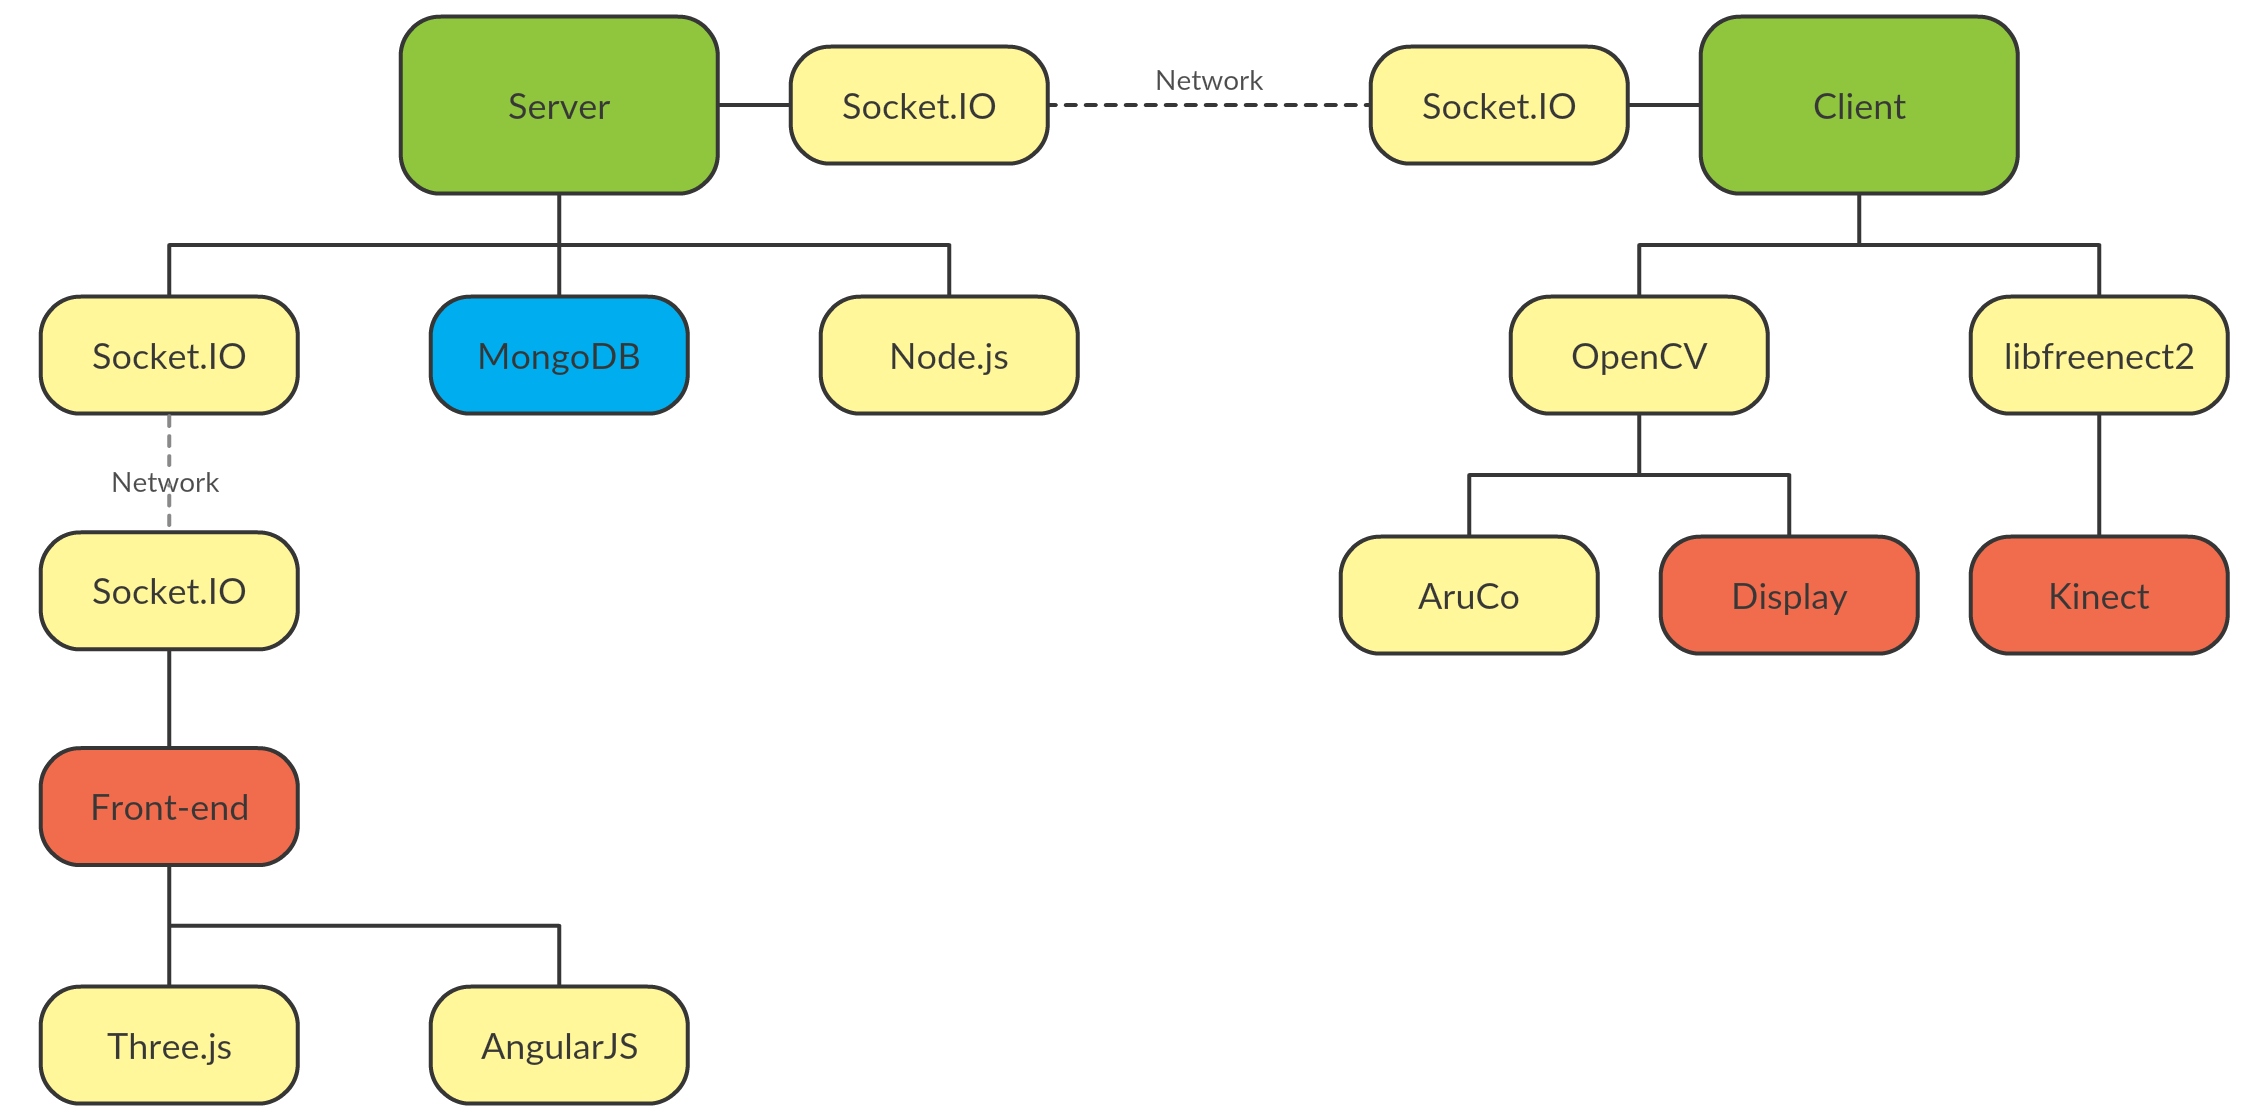 Server
Socket.IO
Network
Socket.IO
Client
Socket.IO
MongoDB
Node.js
OpenCV
libfreenect2
Network
Socket.IO
AruCo
Display
Kinect
Front-end
Three.js
AngularJS